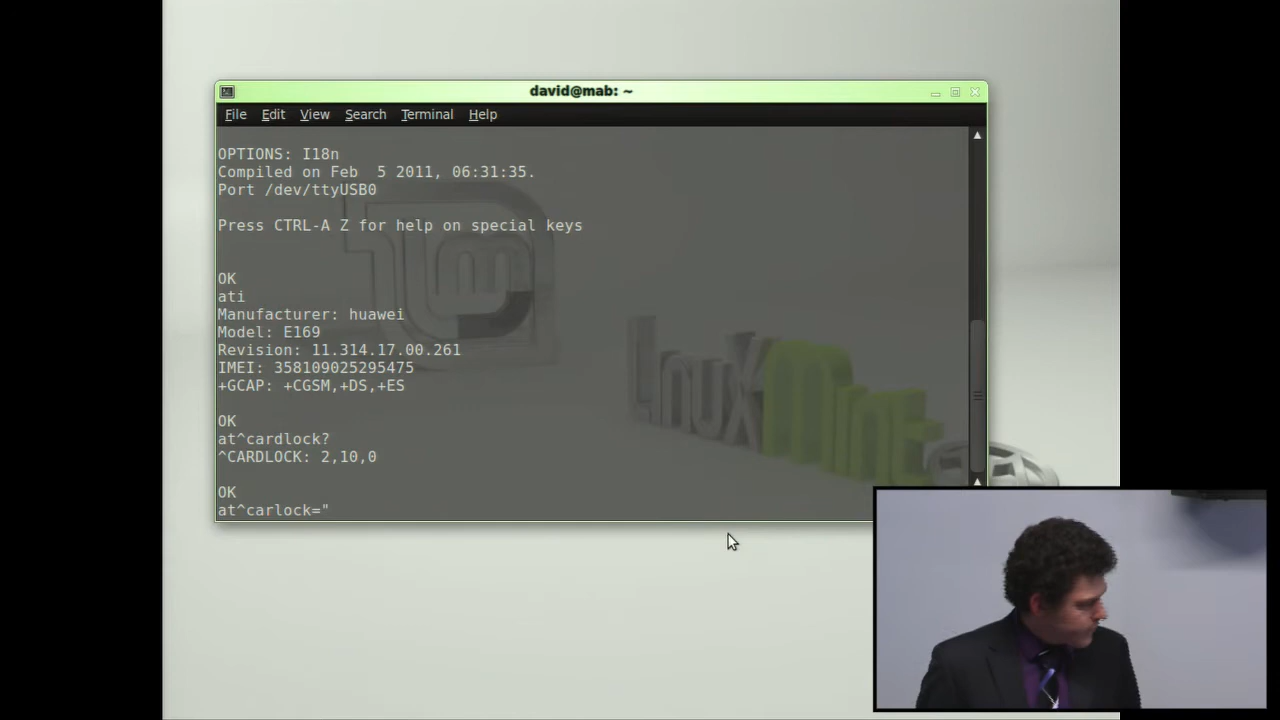 david@mab: ~
File Edit View Search Terminal Help
OPTIONS: I18n
Compiled on Feb  5 2011, 06:31:35.
Port /dev/ttyUSB0
Press CTRL-A Z for help on special keys
OK
ati
Manufacturer: huawei
Model: E169
Revision: 11.314.17.00.261
IMEI: 358109025295475
+GCAP: +CGSM,+DS,+ES
OK
at^cardlock?
^CARDLOCK: 2,10,0
OK
at^carlock="
Linux Mint